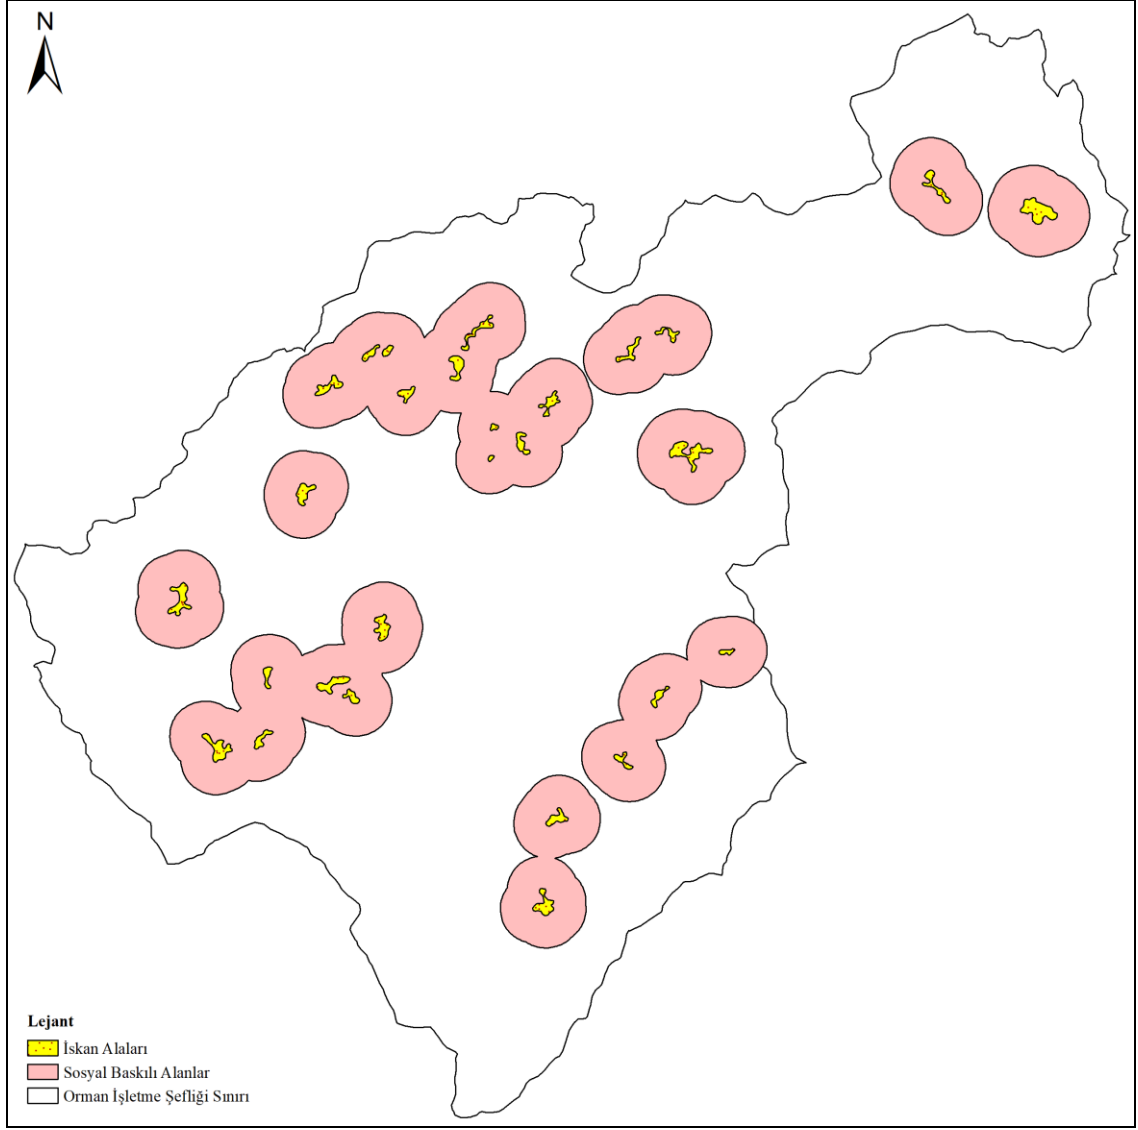 N
Lejant
İskan Alaları
Sosyal Baskılı Alanlar
Orman İşletme Şefliği Sınırı